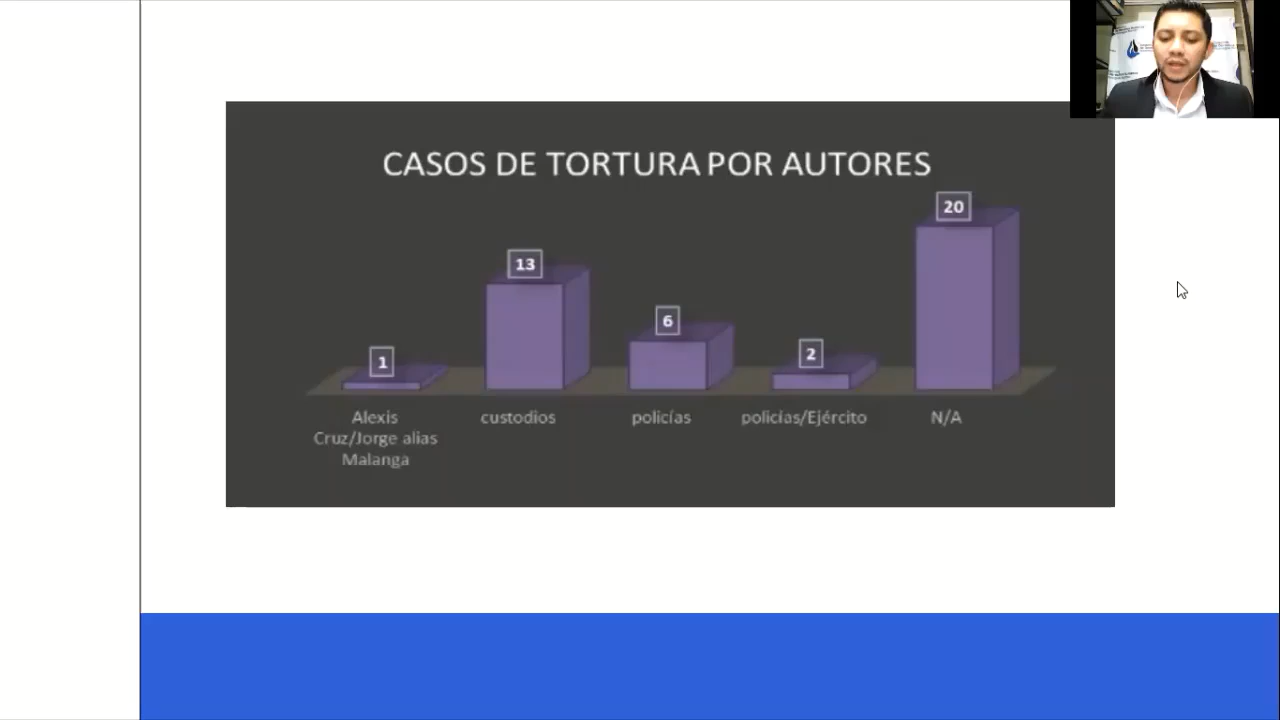 CASOS DE TORTURA POR AUTORES
20
13
6
2
1
Alexis
Cruz/Jorge alias
Malanga
custodios
policías
policías/Ejército
N/A